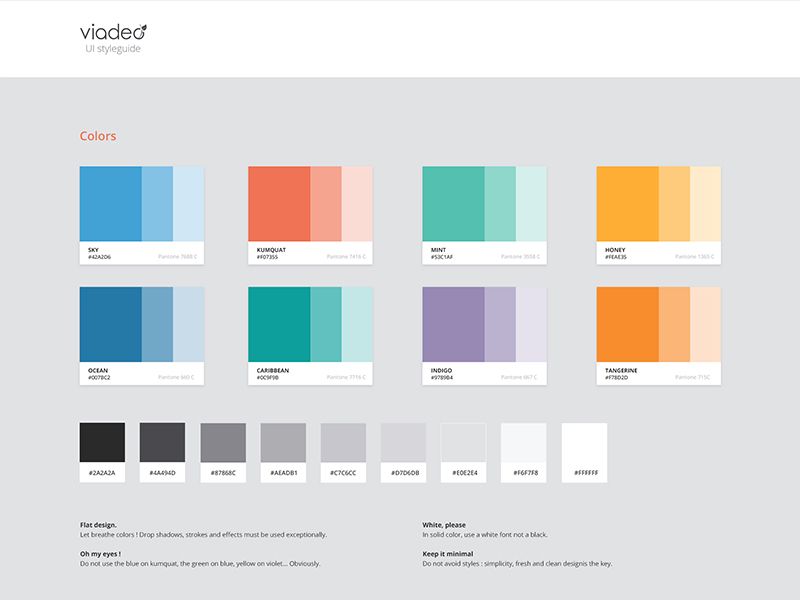 viadeo
UI styleguide
Colors
SKY
#42A2D6
Pantone 7688 C
KUMQUAT
#F07355
Pantone 7416 C
MINT
#53C1AF
Pantone 3558 C
HONEY
#FEAE35
Pantone 1365 C
OCEAN
#007BC2
Pantone 660 C
CARIBBEAN
#0C9F9B
Pantone 7716 C
INDIGO
#9789B4
Pantone 667 C
TANGERINE
#F78D2D
Pantone 715C
#2A2A2A
#4A494D
#87868C
#AEADB1
#C7C6CC
#D7D6DB
#E0E2E4
#F6F7F8
#FFFFFF
Flat design.
Let breathe colors ! Drop shadows, strokes and effects must be used exceptionally.
White, please
In solid color, use a white font not a black.
Oh my eyes !
Do not use the blue on kumquat, the green on blue, yellow on violet... Obviously.
Keep it minimal
Do not avoid styles : simplicity, fresh and clean designis the key.